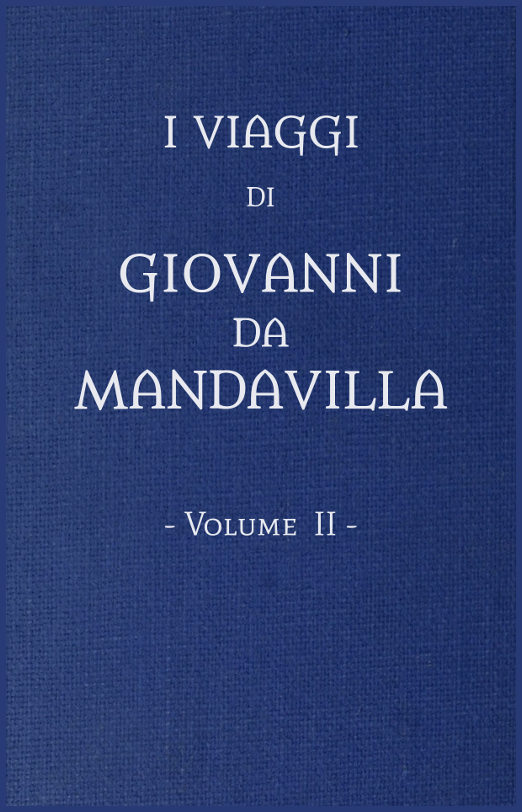 I VIAGGI
DI
GIOVANNI
DA
MANDAVILLA
- Volume II -